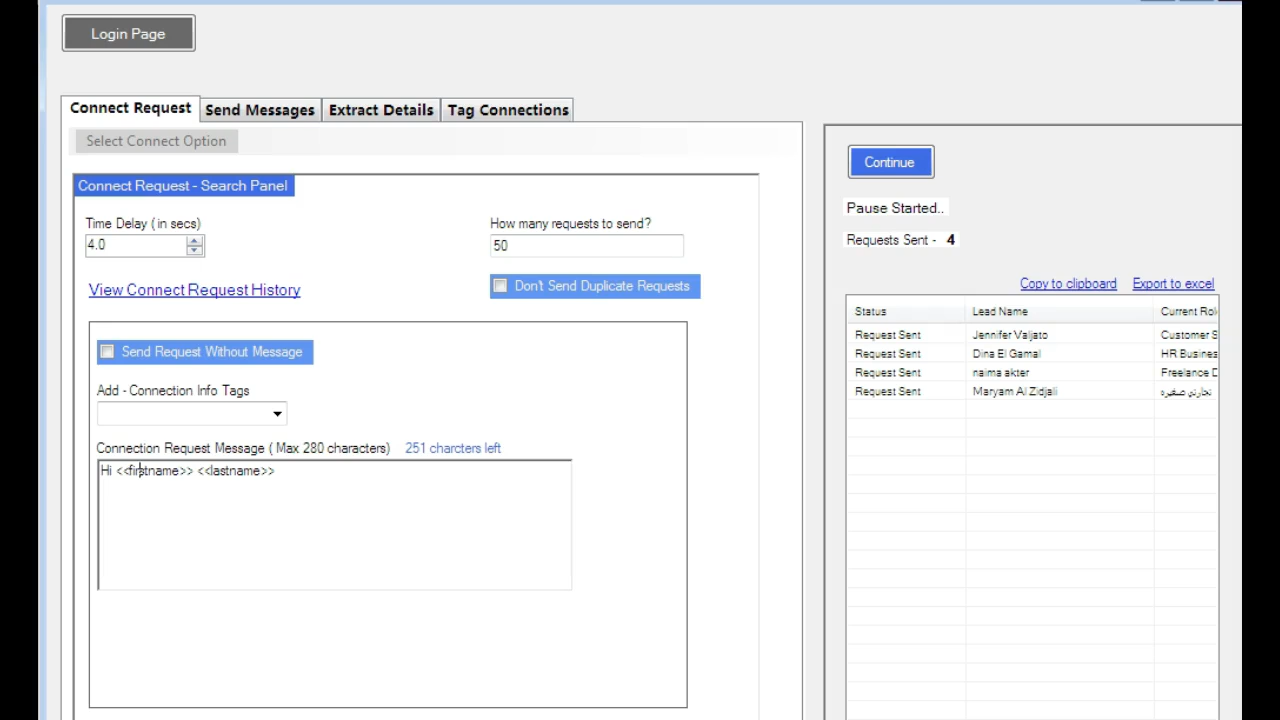 Login Page
Connect Request Send Messages Extract Details Tag Connections
Select Connect Option
Connect Request - Search Panel
Time Delay ( in secs)
4.0
How many requests to send?
50
View Connect Request History
Don't Send Duplicate Requests
Send Request Without Message
Add - Connection Info Tags
Connection Request Message ( Max 280 characters) 251 charcters left
Hi <<firstname>> <<lastname>>
Continue
Pause Started..
Requests Sent - 4
Copy to clipboard Export to excel
Status Lead Name Current Rol
Request Sent Jennifer Valjato Customer S
Request Sent Dina El Gamal HR Busines
Request Sent naima akter Freelance D
Request Sent Maryam Al Zidjali تجارتي صغيره